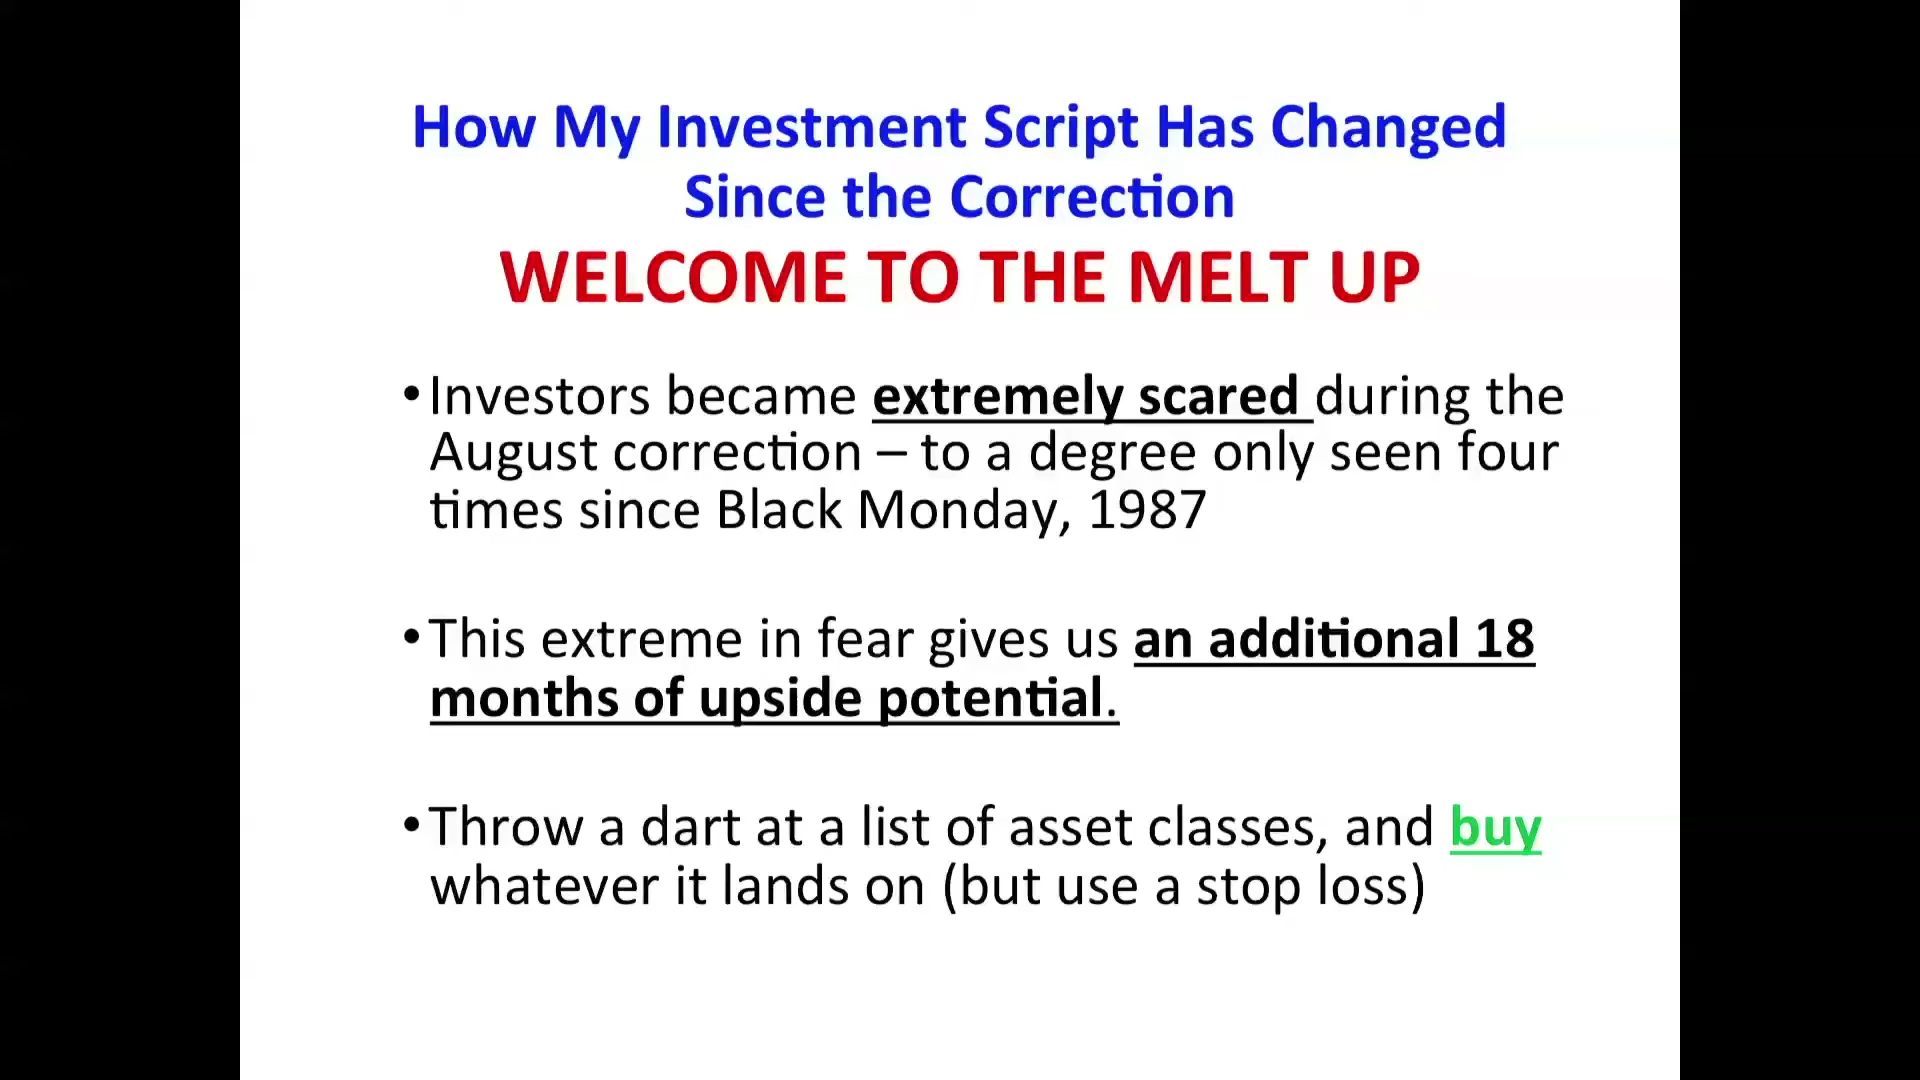 How My Investment Script Has Changed
Since the Correction
WELCOME TO THE MELT UP
•Investors became extremely scared during the
August correction – to a degree only seen four
times since Black Monday, 1987
•This extreme in fear gives us an additional 18
months of upside potential.
•Throw a dart at a list of asset classes, and buy
whatever it lands on (but use a stop loss)